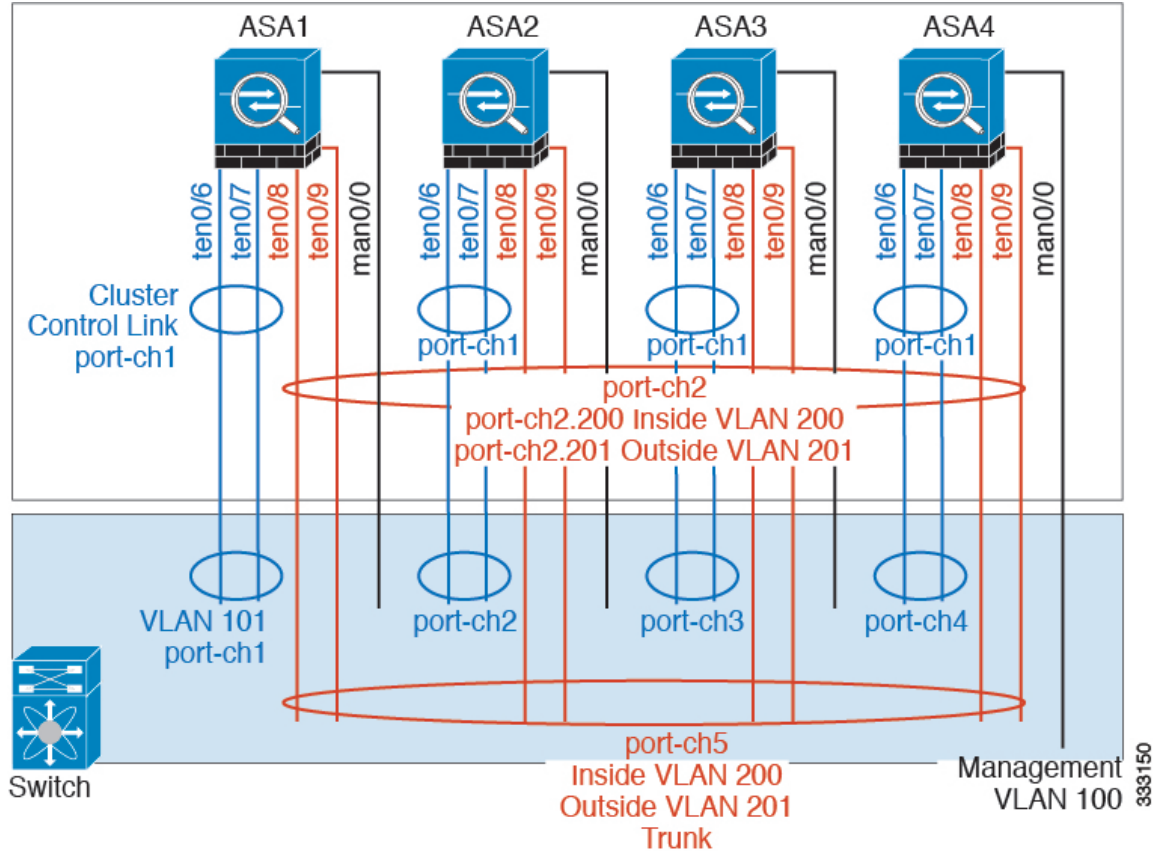 ASA1
ASA2
ASA3
ASA4
ten0/6
ten0/7
ten0/8
ten0/9
man0/0
ten0/6
ten0/7
ten0/8
ten0/9
man0/0
ten0/6
ten0/7
ten0/8
ten0/9
man0/0
ten0/6
ten0/7
ten0/8
ten0/9
man0/0
Cluster
Control Link
port-ch1
port-ch1
port-ch1
port-ch1
port-ch2
port-ch2.200 Inside VLAN 200
port-ch2.201 Outside VLAN 201
VLAN 101
port-ch1
port-ch2
port-ch3
port-ch4
Switch
port-ch5
Inside VLAN 200
Outside VLAN 201
Trunk
Management
VLAN 100
333150